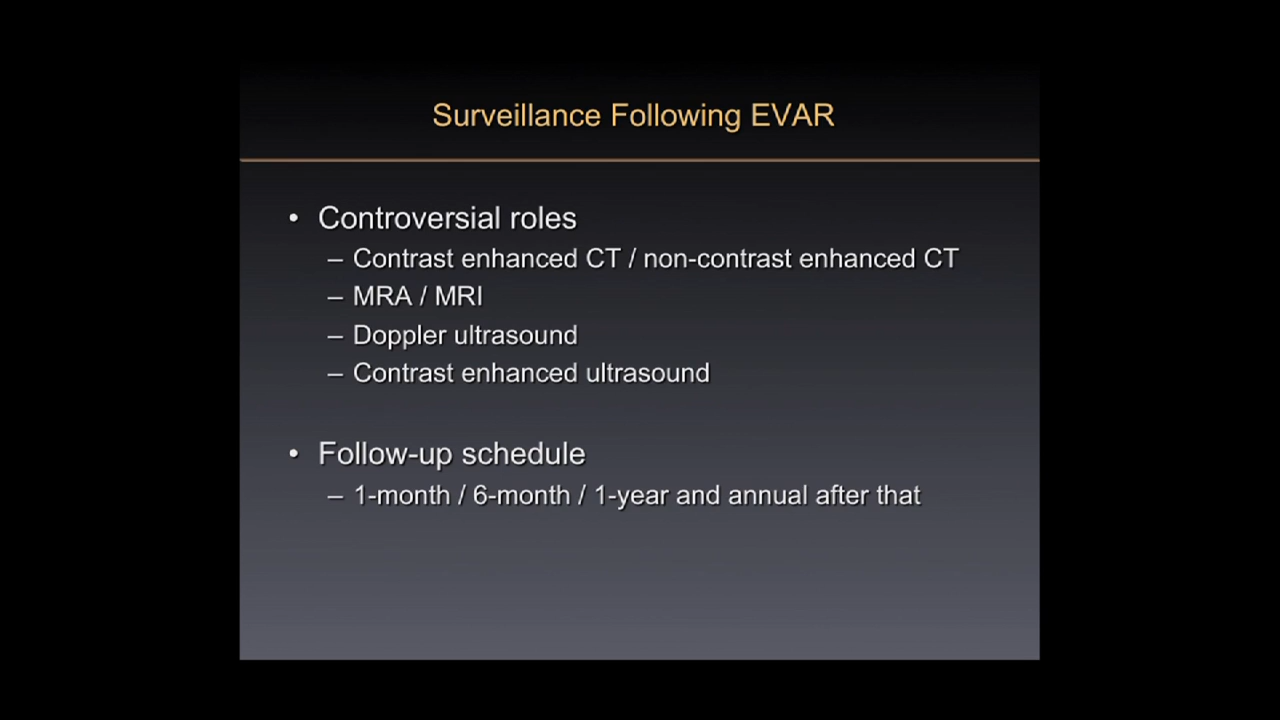 Surveillance Following EVAR
• Controversial roles
– Contrast enhanced CT / non-contrast enhanced CT
– MRA / MRI
– Doppler ultrasound
– Contrast enhanced ultrasound
• Follow-up schedule
– 1-month / 6-month / 1-year and annual after that